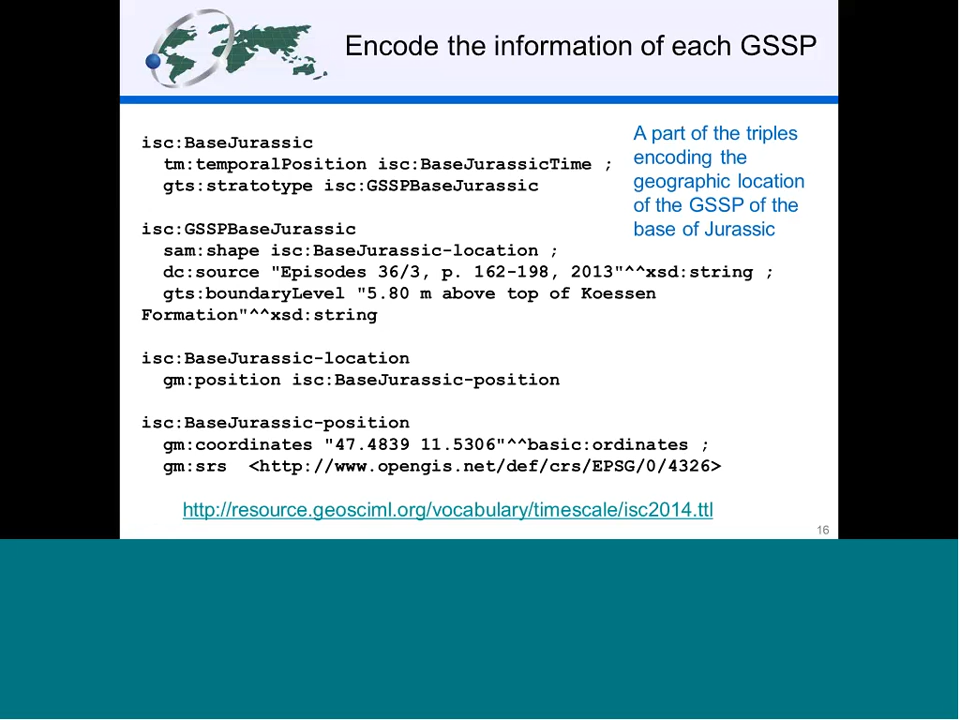 Encode the information of each GSSP
isc:BaseJurassic
tm:temporalPosition isc:BaseJurassicTime ;
gts:stratotype isc:GSSPBaseJurassic
A part of the triples
encoding the
geographic location
of the GSSP of the
base of Jurassic
isc:GSSPBaseJurassic
sam:shape isc:BaseJurassic-location ;
dc:source "Episodes 36/3, p. 162-198, 2013"^^xsd:string ;
gts:boundaryLevel "5.80 m above top of Koessen
Formation"^^xsd:string
isc:BaseJurassic-location
gm:position isc:BaseJurassic-position
isc:BaseJurassic-position
gm:coordinates "47.4839 11.5306"^^basic:ordinates ;
gm:srs <http://www.opengis.net/def/crs/EPSG/0/4326>
http://resource.geosciml.org/vocabulary/timescale/isc2014.ttl
16